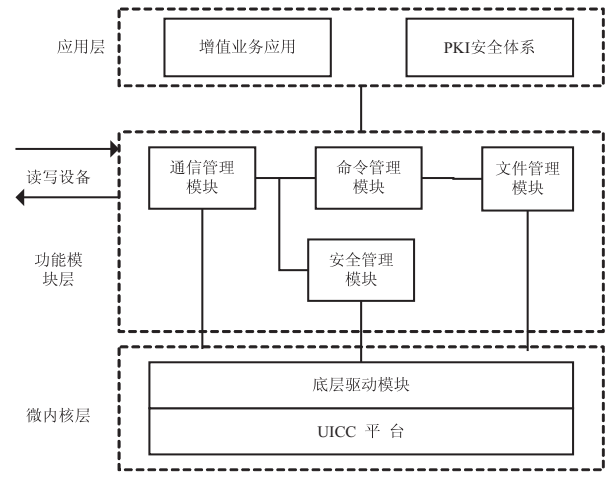 应用层
增值业务应用
PKI安全体系
读写设备
通信管理
模块
命令管理
模块
文件管理
模块
功能模
块层
安全管理
模块
微内核层
底层驱动模块
UICC 平 台